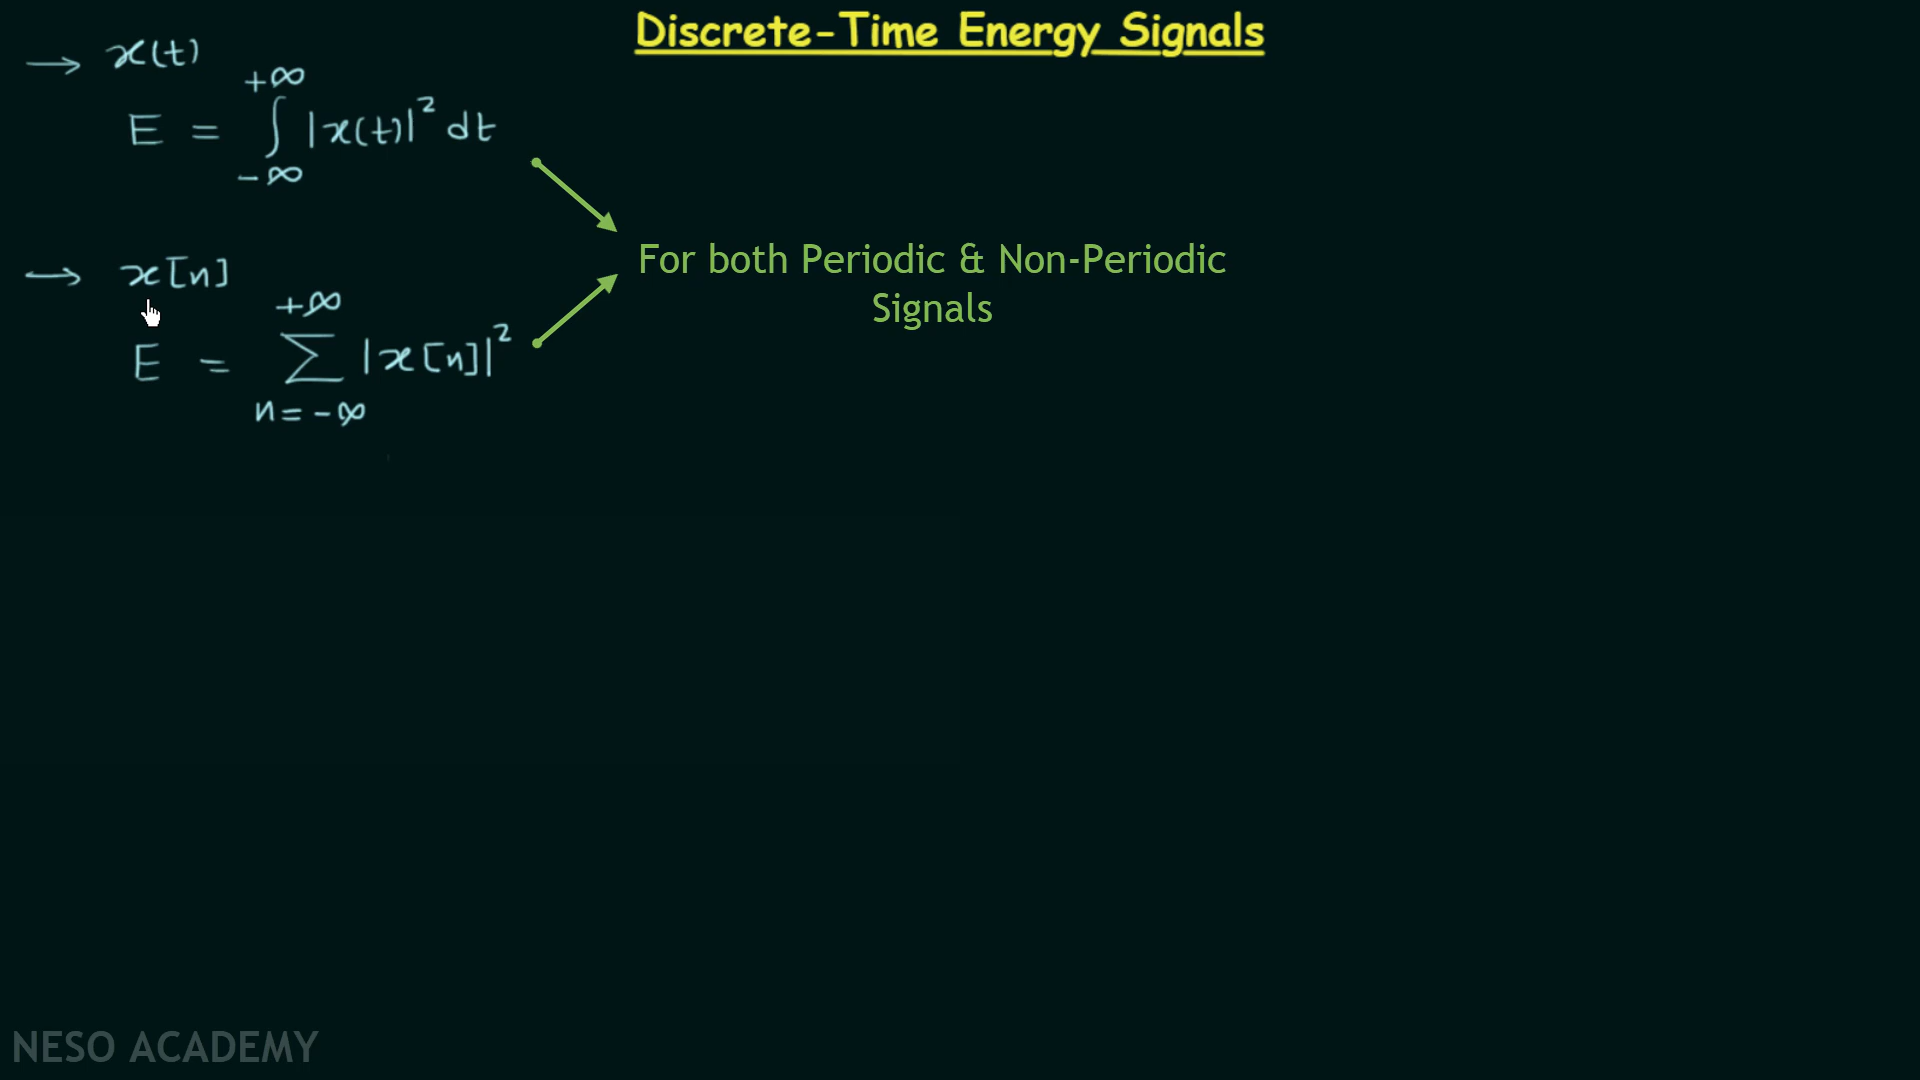 Discrete-Time Energy Signals
→ x(t)
E = ∫_{-∞}^{+∞} |x(t)|² dt
→ x[n]
E = ∑_{n=-∞}^{+∞} |x[n]|²
For both Periodic & Non-Periodic
Signals
NESO ACADEMY